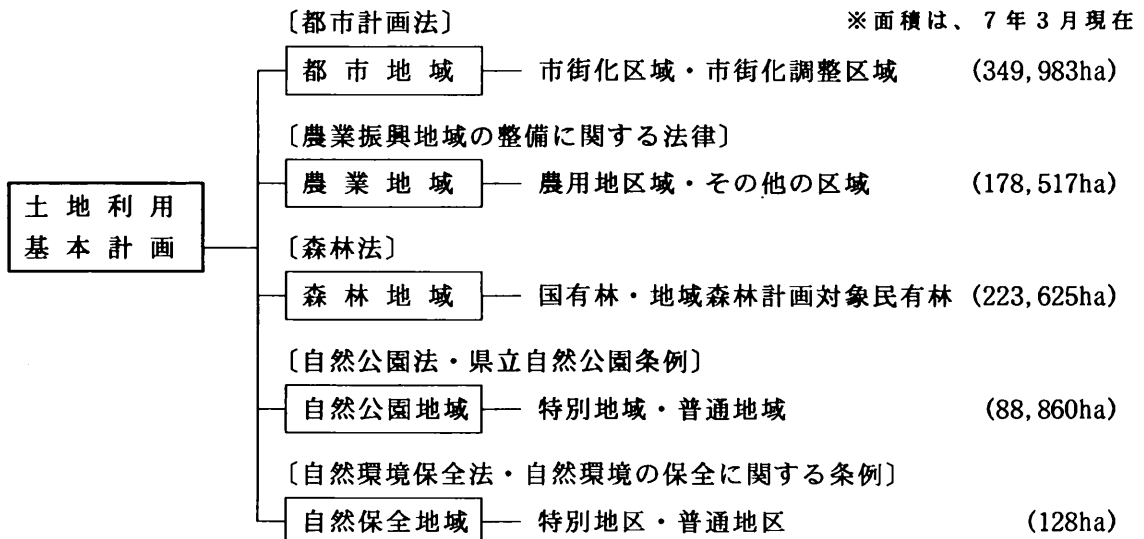 〔都市計画法〕 ※面積は、7年3月現在
都市地域 市街化区域・市街化調整区域 (349,983ha)
〔農業振興地域の整備に関する法律〕
農業地域 農用地区域・その他の区域 (178,517ha)
土地利用
基本計画
〔森林法〕
森林地域 国有林・地域森林計画対象民有林 (223,625ha)
〔自然公園法・県立自然公園条例〕
自然公園地域 特別地域・普通地域 (88,860ha)
〔自然環境保全法・自然環境の保全に関する条例〕
自然保全地域 特別地区・普通地区 (128ha)